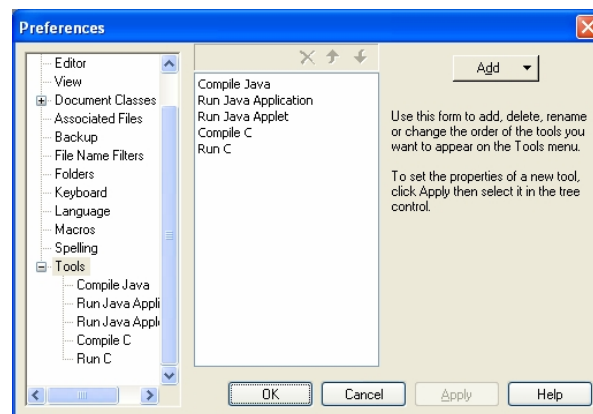 Preferences
Editor
View
Document Classes
Associated Files
Backup
File Name Filters
Folders
Keyboard
Language
Macros
Spelling
Tools
Compile Java
Run Java Appli
Run Java Appl
Compile C
Run C
Compile Java
Run Java Application
Run Java Applet
Compile C
Run C
Add
Use this form to add, delete, rename
or change the order of the tools you
want to appear on the Tools menu.
To set the properties of a new tool,
click Apply then select it in the tree
control.
OK
Cancel
Apply
Help